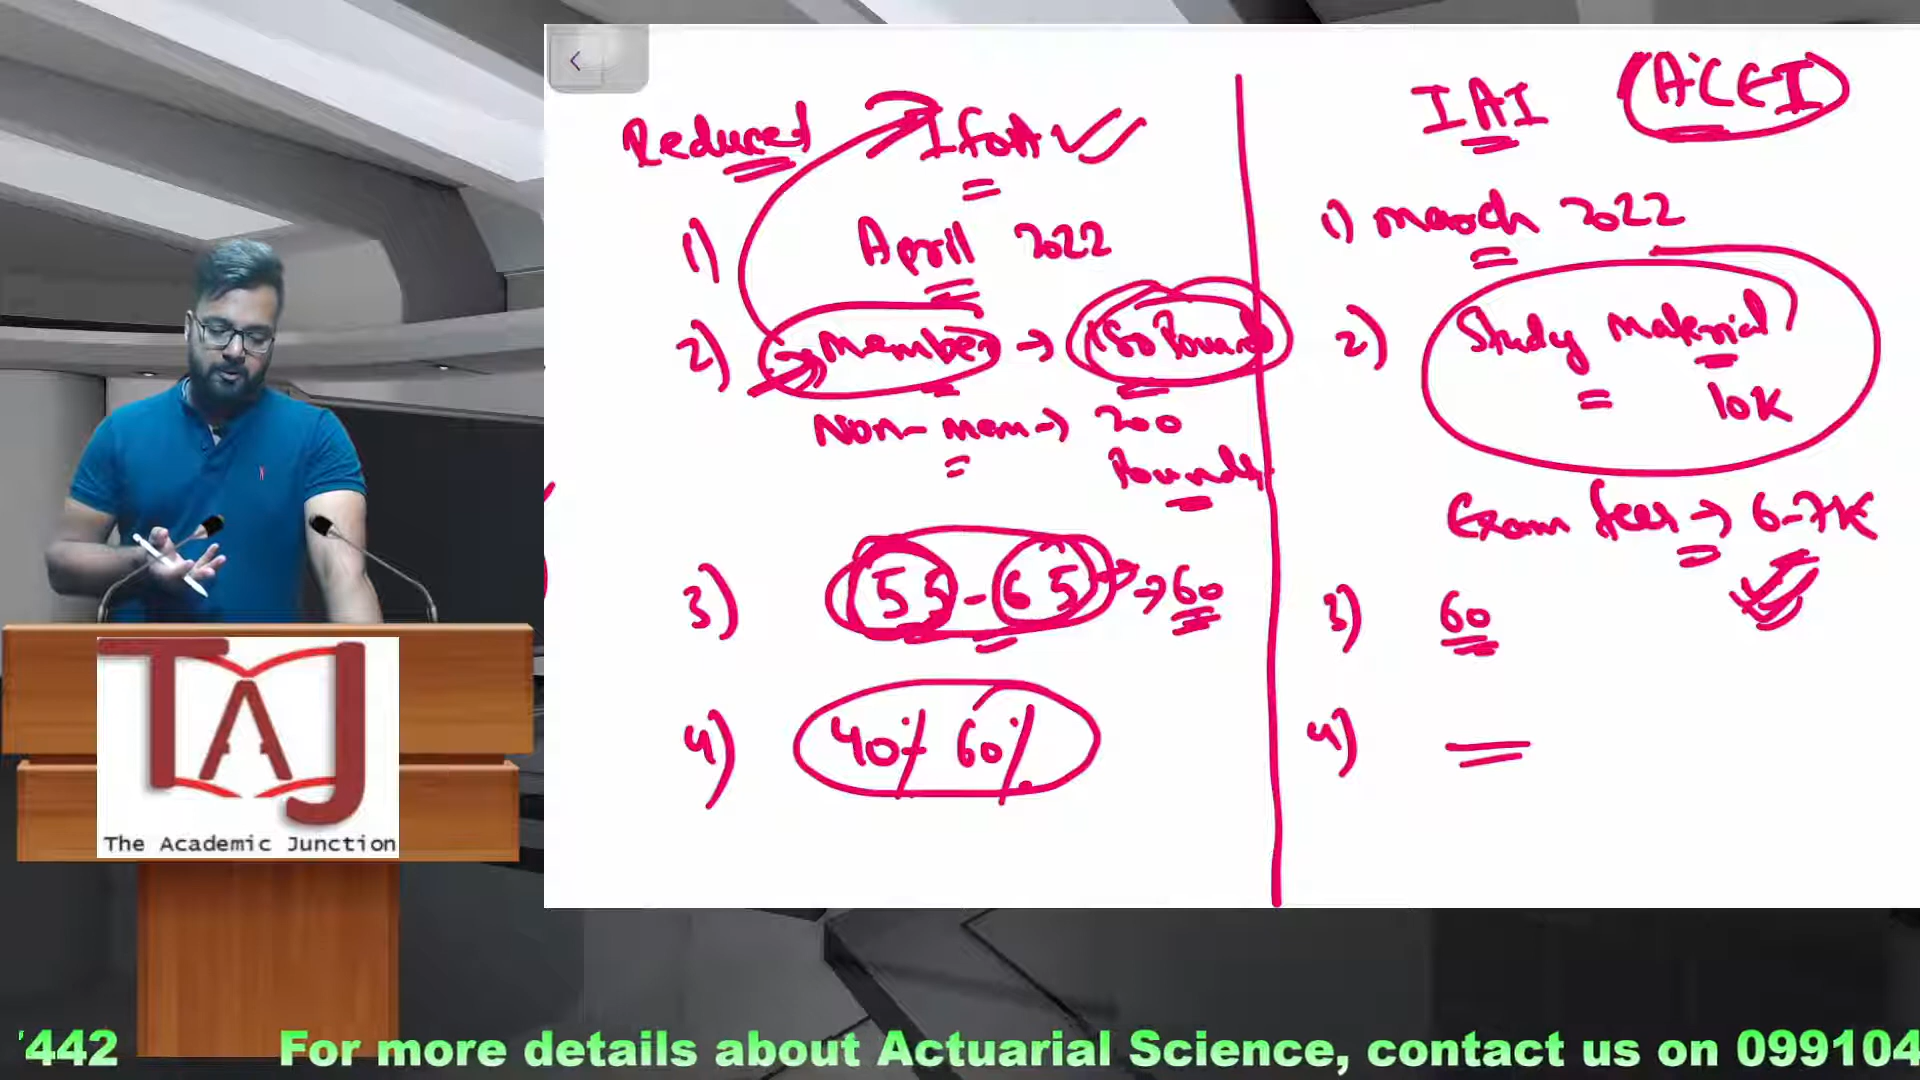 Reduced IFoA
1) April 2022
2) Member → Pounds
Non-mem → 200
Pounds
3) 55 - 65 → 60
4) 40% 60%
IAI ACET
1) March 2022
2) Study Material
10K
Exam fees → 6-7K
3) 60
4)
TAJ
The Academic Junction
442 For more details about Actuarial Science, contact us on 099104